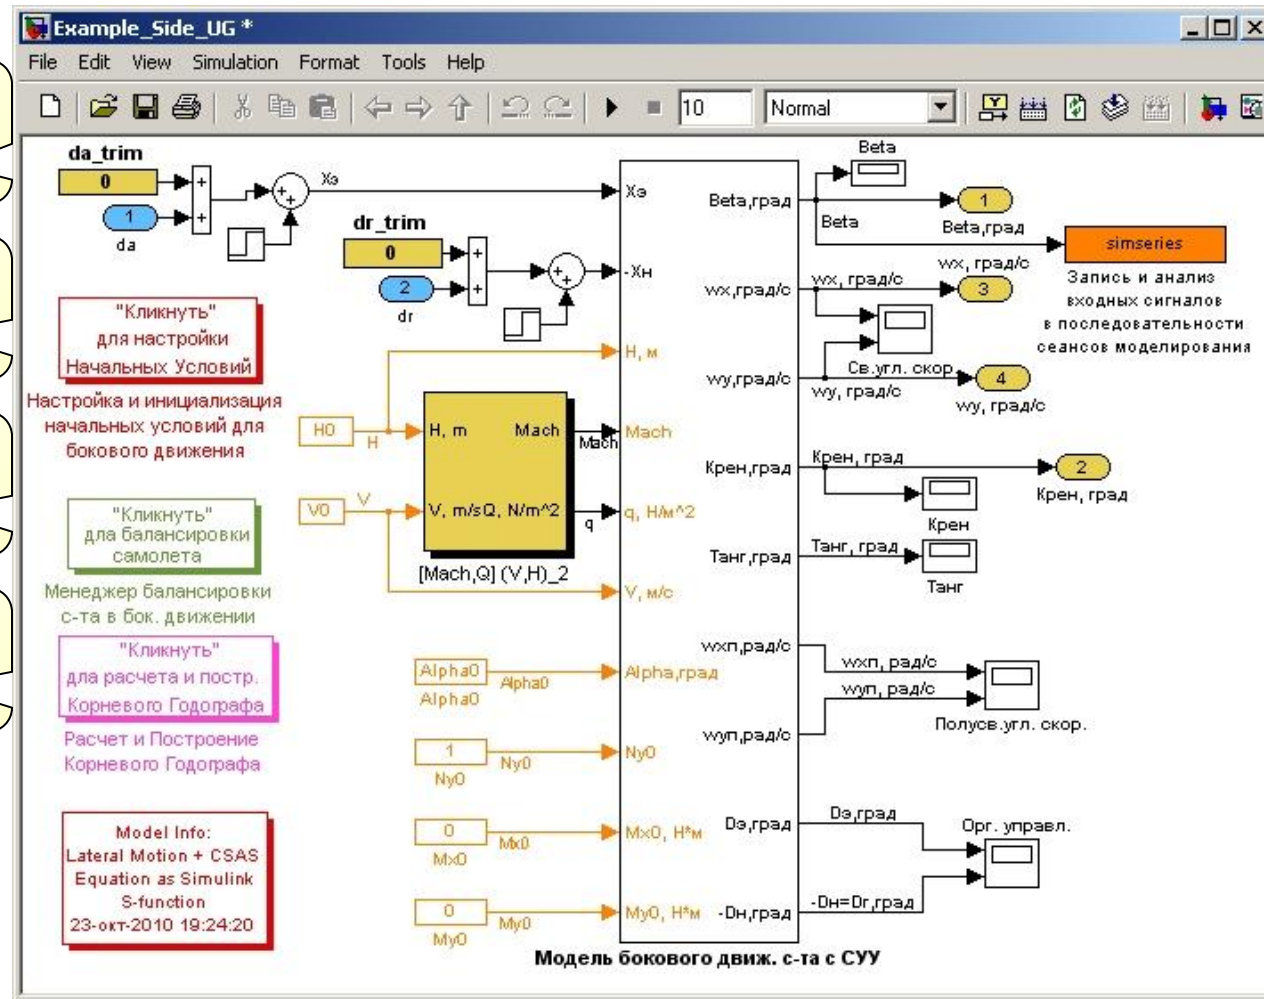 Example_Side_UG *
File Edit View Simulation Format Tools Help
10 Normal
da_trim
0
1
da
Xэ
dr_trim
0
2
dr
"Кликнуть"
для настройки
Начальных Условий
Настройка и инициализация
начальных условий для
бокового движения
"Кликнуть"
дла балансировки
самолета
Менеджер балансировки
с-та в бок. движении
"Кликнуть"
дла расчета и постр.
Корневого Годографа
Расчет и Построение
Корневого Годографа
Model Info:
Lateral Motion + CSAS
Equation as Simulink
S-function
23-окт-2010 19:24:20
H0
H
V0
V
H, m Mach
V, m/sQ, N/m^2
[Mach,Q] (V,H)_2
Mach
q
Alpha0
Alpha0
Alpha0
1
Ny0
Ny0
0
Mx0
Mx0
0
My0
My0
Xэ
-Xн
H, м
Mach
q, Н/м^2
V, м/с
Alpha,град
Ny0
Mx0, Н*м
My0, Н*м
Beta,град
wx,град/с
wy,град/с
Крен,град
Танг,град
wxп,рад/с
wyп,рад/с
Dэ,град
-Dн,град
Модель бокового движ. с-та с СУУ
Beta
Beta
1
Beta,град
simseries
Запись и анализ
входных сигналов
в последовательности
сеансов моделирования
wx, град/с
wx, град/с
3
Св.угл. скор.
wy, град/с
4
wy, град/с
Крен, град
2
Крен, град
Крен
Танг, град
Танг
wxп, рад/с
wyп, рад/с
Полусв.угл. скор.
Dэ,град
Орг. управл.
-Dн=Dr,град